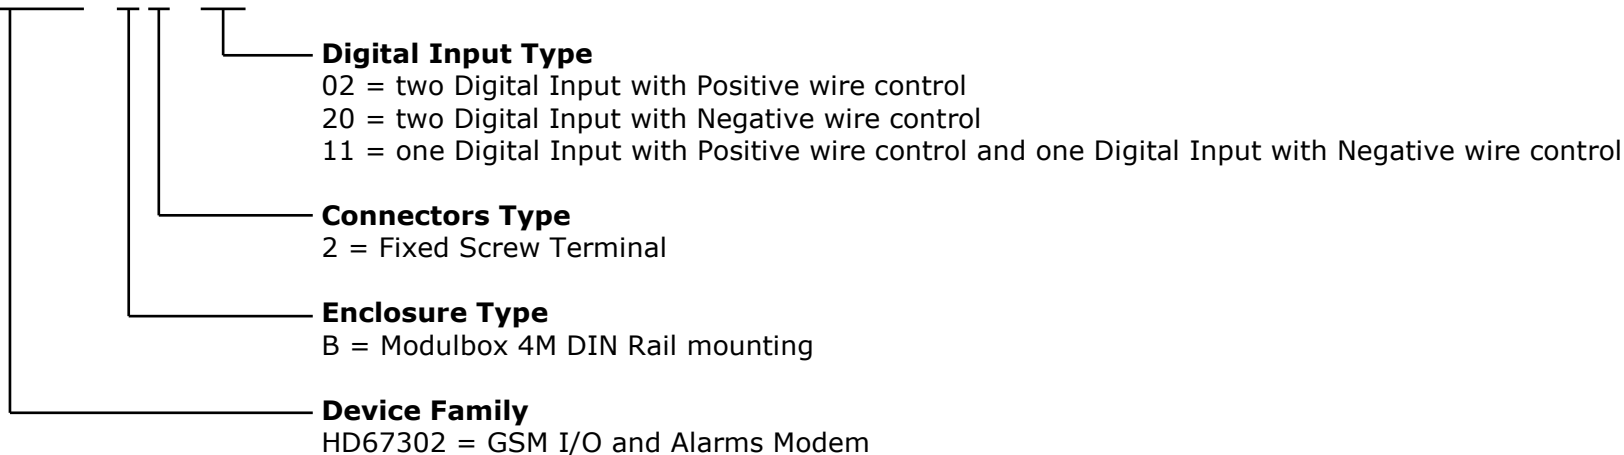 Digital Input Type
02 = two Digital Input with Positive wire control
20 = two Digital Input with Negative wire control
11 = one Digital Input with Positive wire control and one Digital Input with Negative wire control
Connectors Type
2 = Fixed Screw Terminal
Enclosure Type
B = Modulbox 4M DIN Rail mounting
Device Family
HD67302 = GSM I/O and Alarms Modem